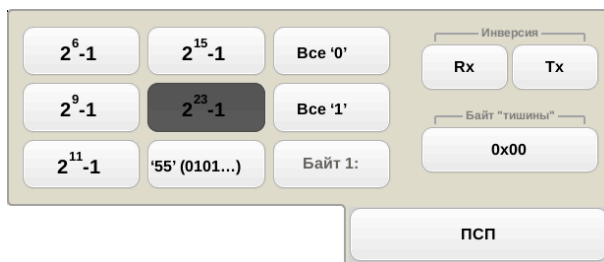 2^6-1
2^15-1
Все ‘0’
2^9-1
2^23-1
Все ‘1’
2^11-1
‘55’ (0101...)
Байт 1:
Инверсия
Rx
Tx
Байт "тишины"
0x00
ПСП